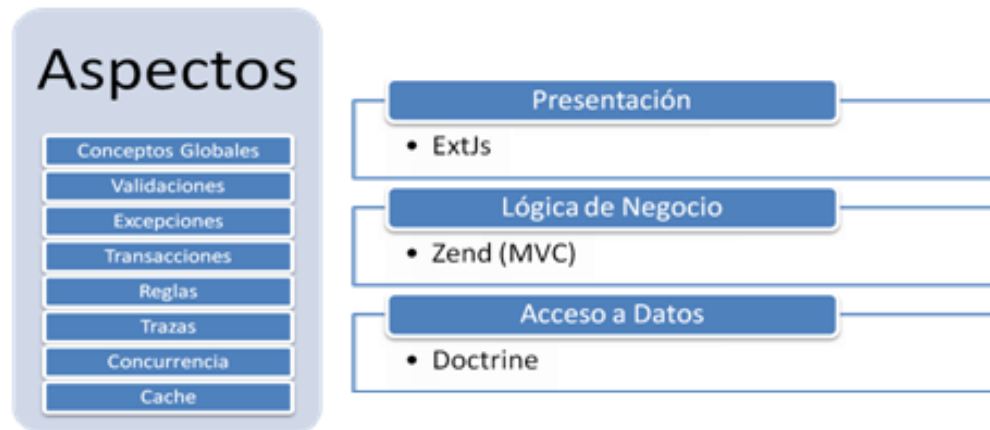 Aspectos
Conceptos Globales
Validaciones
Excepciones
Transacciones
Reglas
Trazas
Concurrencia
Cache
Presentación
• ExtJs
Lógica de Negocio
• Zend (MVC)
Acceso a Datos
• Doctrine